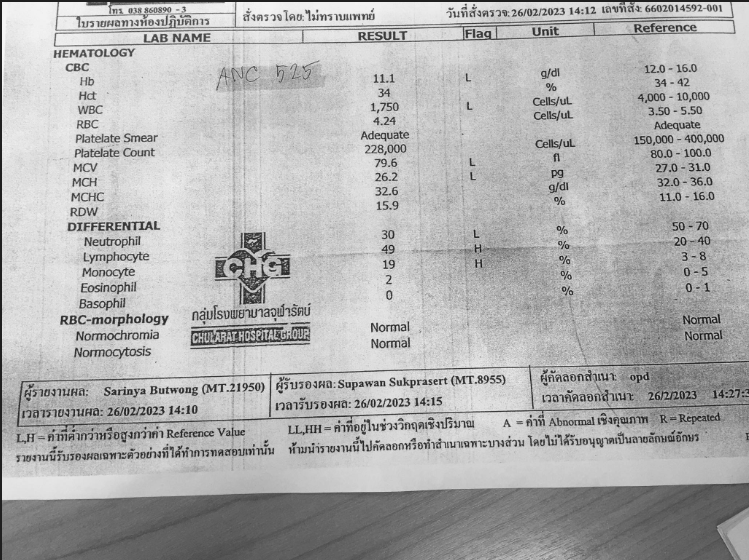 โทร. 038 860890 - 3
ใบรายผลทางห้องปฏิบัติการ
สั่งตรวจโดย: ไม่ทราบแพทย์
วันที่สั่งตรวจ: 26/02/2023 14:12 เลขที่สั่ง: 6602014592-001
LAB NAME RESULT Flag Unit Reference
HEMATOLOGY
CBC ANC 525
Hb 11.1 L g/dl 12.0 - 16.0
Hct 34 % 34 - 42
WBC 1,750 L Cells/uL 4,000 - 10,000
RBC 4.24 Cells/uL 3.50 - 5.50
Platelate Smear Adequate Adequate
Platelate Count 228,000 Cells/uL 150,000 - 400,000
MCV 79.6 L fl 80.0 - 100.0
MCH 26.2 L pg 27.0 - 31.0
MCHC 32.6 g/dl 32.0 - 36.0
RDW 15.9 % 11.0 - 16.0
DIFFERENTIAL
Neutrophil 30 L % 50 - 70
Lymphocyte 49 H % 20 - 40
Monocyte 19 H % 3 - 8
Eosinophil 2 % 0 - 5
Basophil 0 % 0 - 1
CHG
กลุ่มโรงพยาบาลจุฬารัตน์
CHULARAT HOSPITAL GROUP
RBC-morphology
Normochromia Normal Normal
Normocytosis Normal Normal
ผู้รายงานผล: Sarinya Butwong (MT.21950) ผู้รับรองผล: Supawan Sukprasert (MT.8955) ผู้คัดลอกสำเนา: opd
เวลารายงานผล: 26/02/2023 14:10 เวลารับรองผล: 26/02/2023 14:15 เวลาคัดลอกสำเนา: 26/2/2023 14:27:3
L,H = ค่าที่ต่ำกว่าหรือสูงกว่าค่า Reference Value LL,HH = ค่าที่อยู่ในช่วงวิกฤตเชิงปริมาณ A = ค่าที่ Abnormal เชิงคุณภาพ R = Repeated
รายงานนี้รับรองผลเฉพาะตัวอย่างที่ได้ทำการทดสอบเท่านั้น ห้ามนำรายงานนี้ไปคัดลอกหรือทำสำเนาเฉพาะบางส่วน โดยไม่ได้รับอนุญาตเป็นลายลักษณ์อักษร